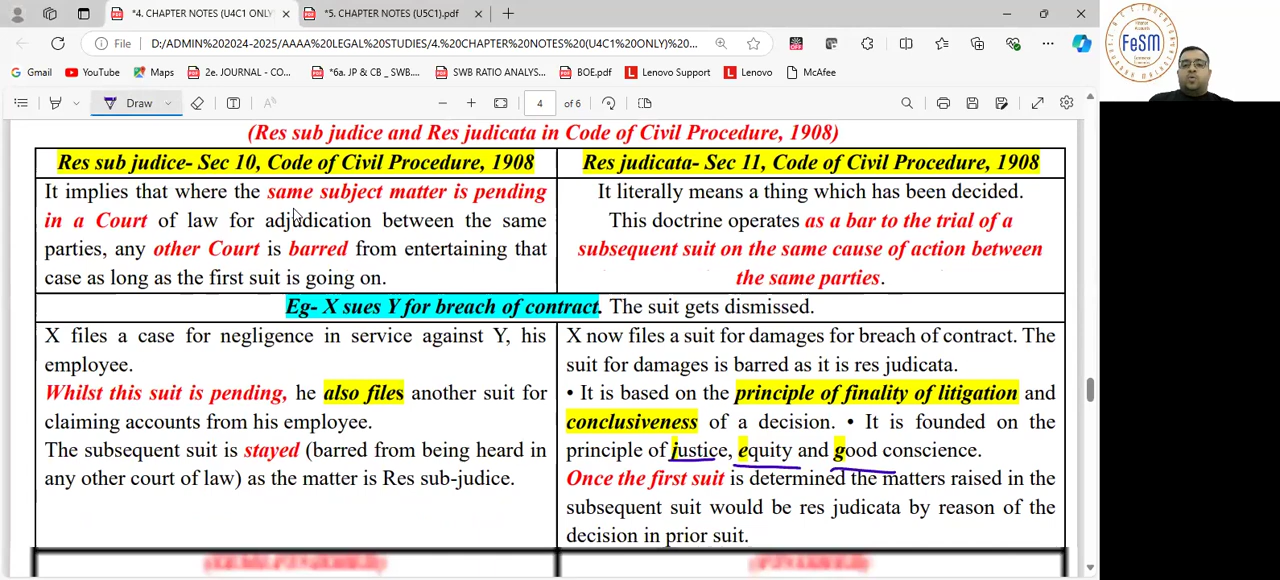 *4. CHAPTER NOTES (U4C1 ONLY)
*5. CHAPTER NOTES (U5C1).pdf
File
D:/ADMIN%202024-2025/AAAA%20LEGAL%20STUDIES/4.%20CHAPTER%20NOTES%20(U4C1%20ONLY)%...
Gmail
YouTube
Maps
2e. JOURNAL - CO...
*6a. JP & CB _ SWB....
SWB RATIO ANALYS...
BOE.pdf
Lenovo Support
Lenovo
McAfee
FeSM
Draw
4 of 6
(Res sub judice and Res judicata in Code of Civil Procedure, 1908)
Res sub judice- Sec 10, Code of Civil Procedure, 1908
It implies that where the same subject matter is pending
in a Court of law for adjudication between the same
parties, any other Court is barred from entertaining that
case as long as the first suit is going on.
Res judicata- Sec 11, Code of Civil Procedure, 1908
It literally means a thing which has been decided.
This doctrine operates as a bar to the trial of a
subsequent suit on the same cause of action between
the same parties.
Eg- X sues Y for breach of contract. The suit gets dismissed.
X files a case for negligence in service against Y, his
employee.
Whilst this suit is pending, he also files another suit for
claiming accounts from his employee.
The subsequent suit is stayed (barred from being heard in
any other court of law) as the matter is Res sub-judice.
X now files a suit for damages for breach of contract. The
suit for damages is barred as it is res judicata.
• It is based on the principle of finality of litigation and
conclusiveness of a decision. • It is founded on the
principle of justice, equity and good conscience.
Once the first suit is determined the matters raised in the
subsequent suit would be res judicata by reason of the
decision in prior suit.